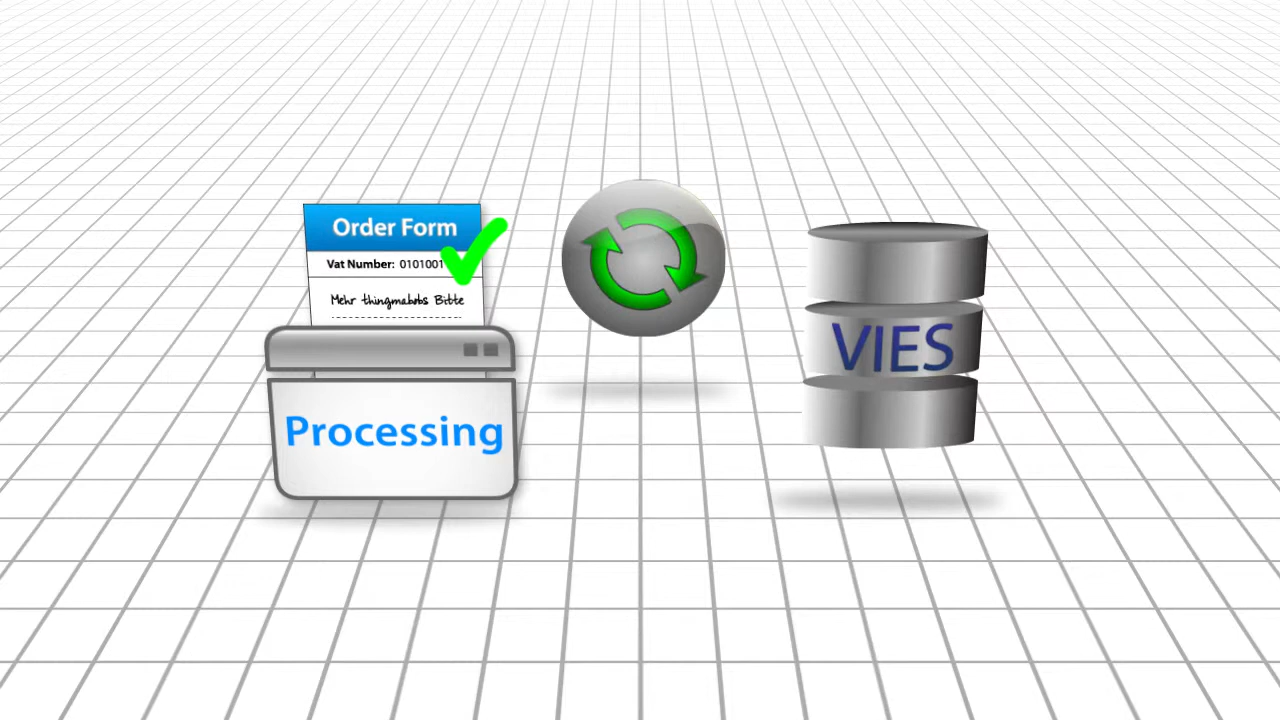 Order Form
Vat Number: 0101001
Mehr thingmabobs Bitte
Processing
VIES